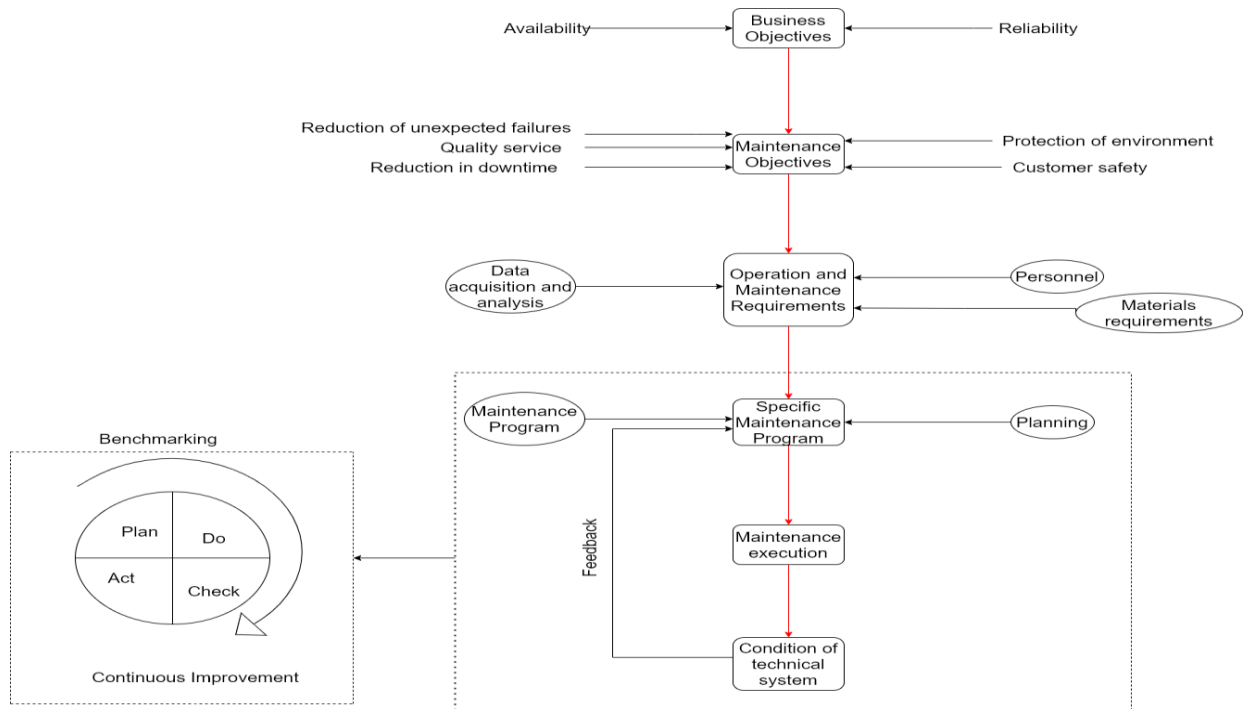 Business
Objectives
Availability
Reliability
Reduction of unexpected failures
Quality service
Reduction in downtime
Maintenance
Objectives
Protection of environment
Customer safety
Data
acquisition and
analysis
Operation and
Maintenance
Requirements
Personnel
Materials
requirements
Maintenance
Program
Specific
Maintenance
Program
Planning
Benchmarking
Plan
Do
Act
Check
Continuous Improvement
Feedback
Maintenance
execution
Condition of
technical
system